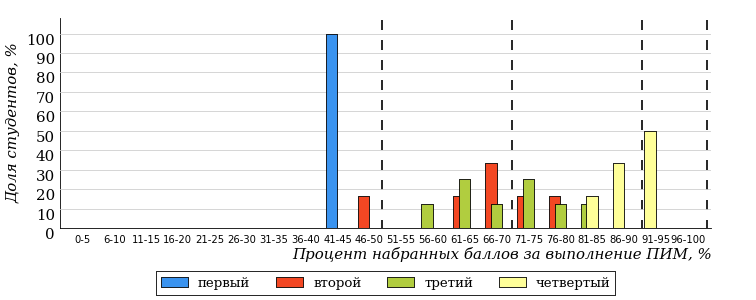 Доля студентов, %
100
90
80
70
60
50
40
30
20
10
0
0-5 6-10 11-15 16-20 21-25 26-30 31-35 36-40 41-45 46-50 51-55 56-60 61-65 66-70 71-75 76-80 81-85 86-90 91-95 96-100
Процент набранных баллов за выполнение ПИМ, %
первый второй третий четвертый